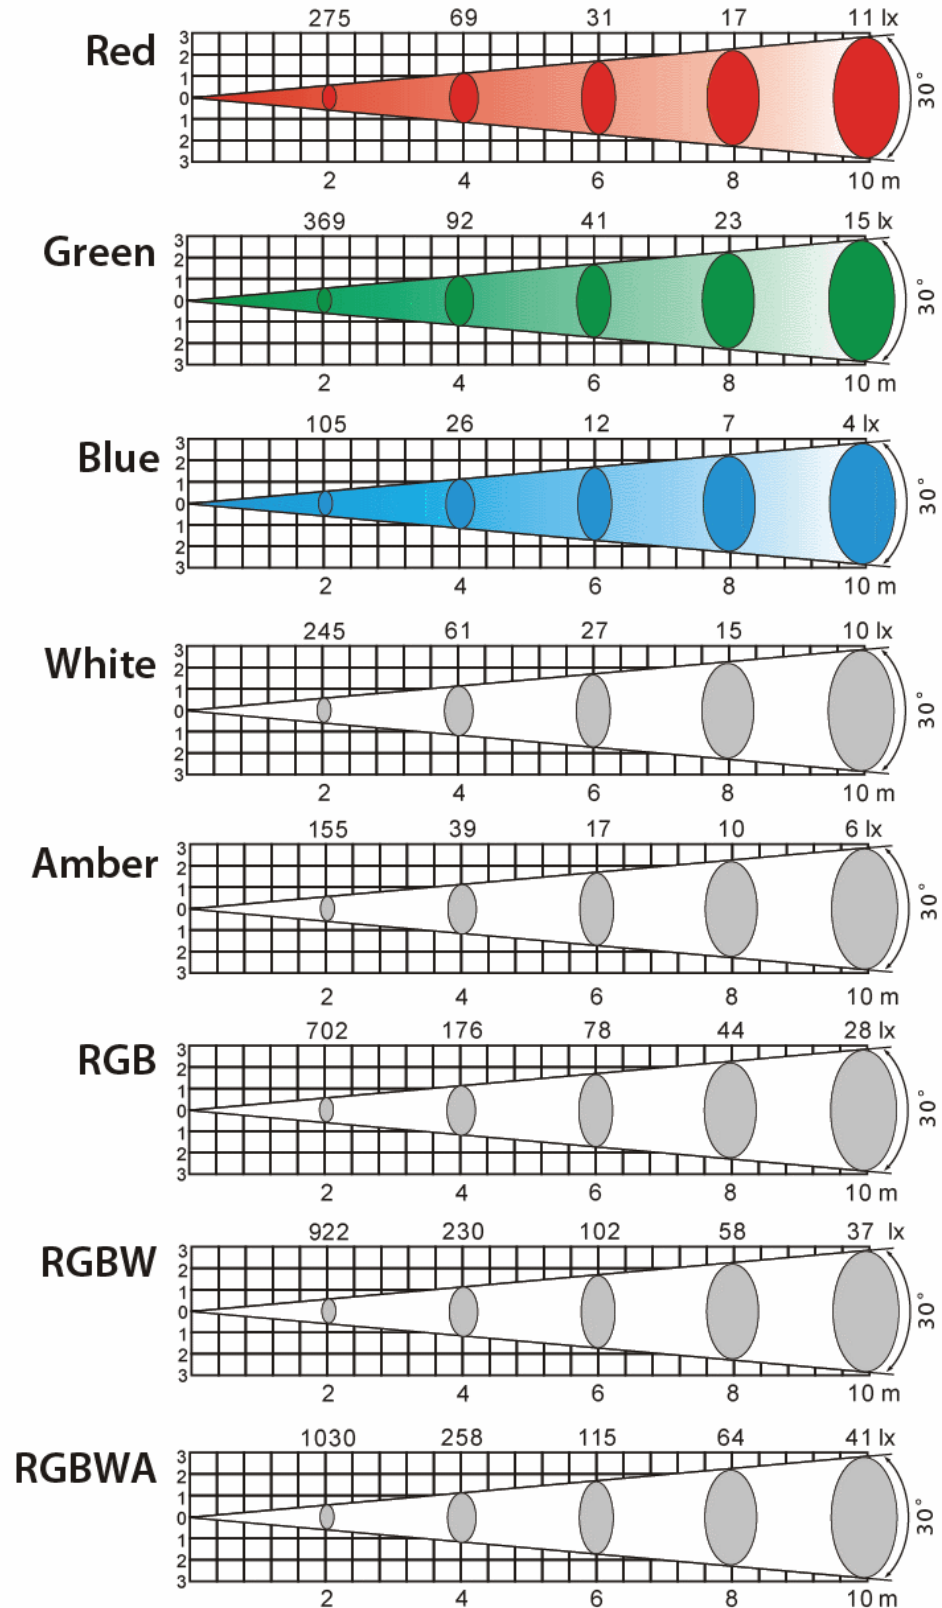 275 69 31 17 11 lx
Red
3
2
1
0
1
2
3
30°
2 4 6 8 10 m
369 92 41 23 15 lx
Green
3
2
1
0
1
2
3
30°
2 4 6 8 10 m
105 26 12 7 4 lx
Blue
3
2
1
0
1
2
3
30°
2 4 6 8 10 m
245 61 27 15 10 lx
White
3
2
1
0
1
2
3
30°
2 4 6 8 10 m
155 39 17 10 6 lx
Amber
3
2
1
0
1
2
3
30°
2 4 6 8 10 m
702 176 78 44 28 lx
RGB
3
2
1
0
1
2
3
30°
2 4 6 8 10 m
922 230 102 58 37 lx
RGBW
3
2
1
0
1
2
3
30°
2 4 6 8 10 m
1030 258 115 64 41 lx
RGBWA
3
2
1
0
1
2
3
30°
2 4 6 8 10 m